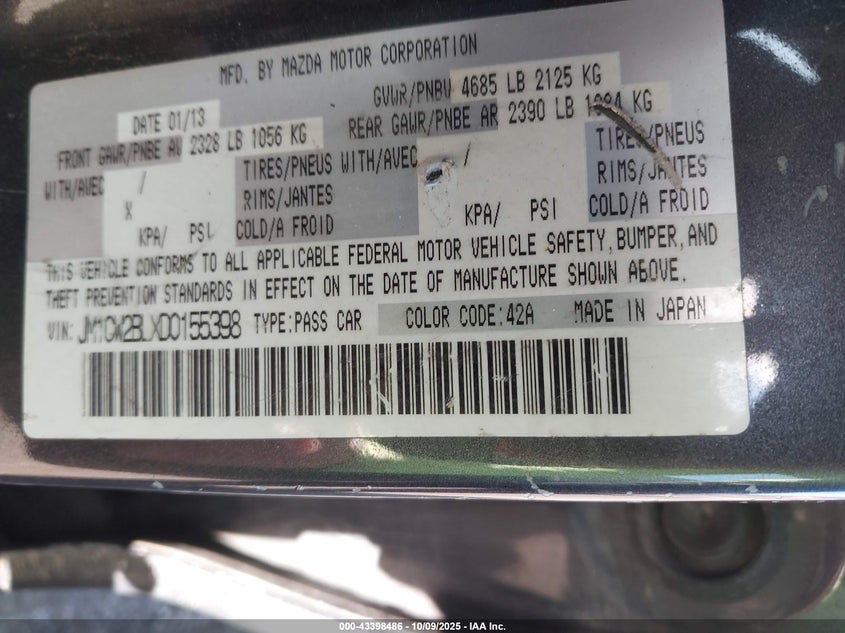 MFD. BY MAZDA MOTOR CORPORATION
DATE 01/13 GVWR/PNBV 4685 LB 2125 KG
FRONT GAWR/PNBE AV 2328 LB 1056 KG REAR GAWR/PNBE AR 2390 LB 1084 KG
WITH/AVEC / TIRES/PNEUS WITH/AVEC / TIRES/PNEUS
X RIMS/JANTES RIMS/JANTES
KPA/ PSI COLD/A FROID KPA/ PSI COLD/A FROID
THIS VEHICLE CONFORMS TO ALL APPLICABLE FEDERAL MOTOR VEHICLE SAFETY, BUMPER, AND
THEFT PREVENTION STANDARDS IN EFFECT ON THE DATE OF MANUFACTURE SHOWN ABOVE.
VIN: JM1CW2BLXD0155398 TYPE: PASS CAR COLOR CODE: 42A MADE IN JAPAN
000-43398486 - 10/09/2025 - IAA Inc.